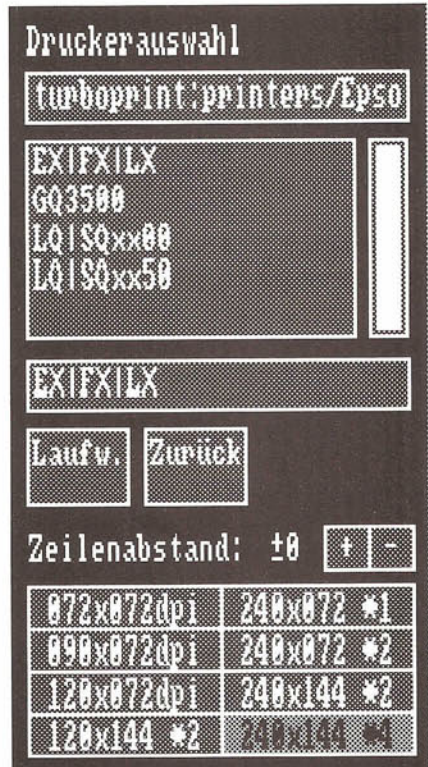 Druckerauswahl
turboprint:printers/Epso
EX|FX|LX
GQ3500
LQ|SQxx00
LQ|SQxx50
EX|FX|LX
Laufw. Zurück
Zeilenabstand: ±0 + -
072x072dpi 240x072 *1
090x072dpi 240x072 *2
120x072dpi 240x144 *2
120x144 *2 240x144 *4